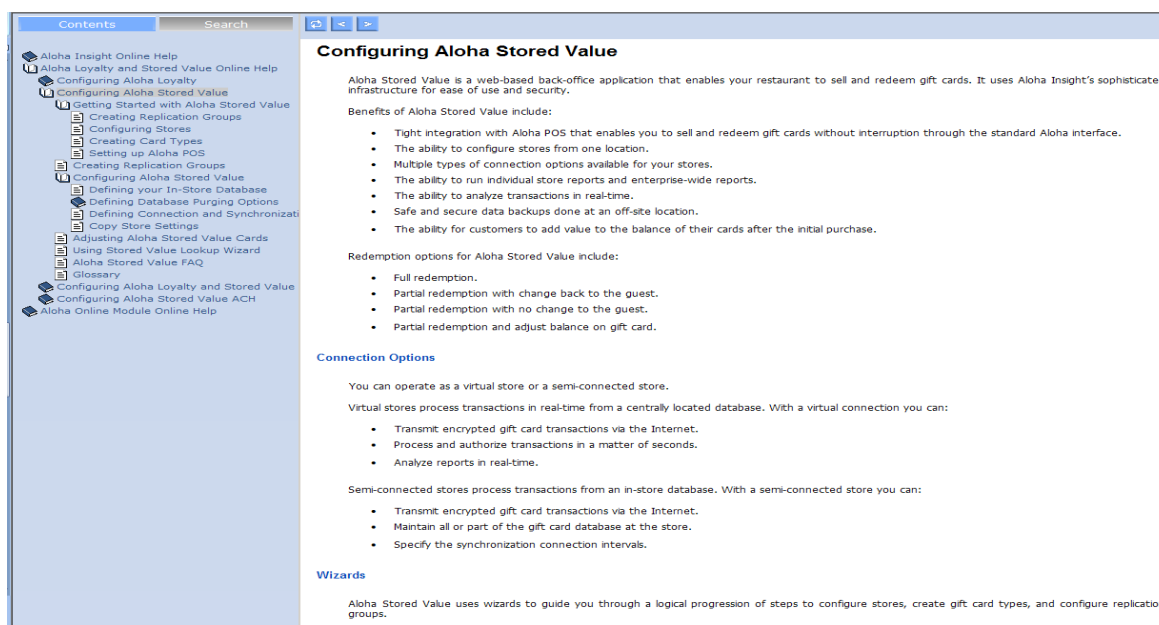 Contents
Search
Aloha Insight Online Help
Aloha Loyalty and Stored Value Online Help
Configuring Aloha Loyalty
Configuring Aloha Stored Value
Getting Started with Aloha Stored Value
Creating Replication Groups
Configuring Stores
Creating Card Types
Setting up Aloha POS
Creating Replication Groups
Configuring Aloha Stored Value
Defining your In-Store Database
Defining Database Purging Options
Defining Connection and Synchronizati
Copy Store Settings
Adjusting Aloha Stored Value Cards
Using Stored Value Lookup Wizard
Aloha Stored Value FAQ
Glossary
Configuring Aloha Loyalty and Stored Value
Configuring Aloha Stored Value ACH
Aloha Online Module Online Help
< >
Configuring Aloha Stored Value
Aloha Stored Value is a web-based back-office application that enables your restaurant to sell and redeem gift cards. It uses Aloha Insight's sophisticate
infrastructure for ease of use and security.
Benefits of Aloha Stored Value include:
• Tight integration with Aloha POS that enables you to sell and redeem gift cards without interruption through the standard Aloha interface.
• The ability to configure stores from one location.
• Multiple types of connection options available for your stores.
• The ability to run individual store reports and enterprise-wide reports.
• The ability to analyze transactions in real-time.
• Safe and secure data backups done at an off-site location.
• The ability for customers to add value to the balance of their cards after the initial purchase.
Redemption options for Aloha Stored Value include:
• Full redemption.
• Partial redemption with change back to the guest.
• Partial redemption with no change to the guest.
• Partial redemption and adjust balance on gift card.
Connection Options
You can operate as a virtual store or a semi-connected store.
Virtual stores process transactions in real-time from a centrally located database. With a virtual connection you can:
• Transmit encrypted gift card transactions via the Internet.
• Process and authorize transactions in a matter of seconds.
• Analyze reports in real-time.
Semi-connected stores process transactions from an in-store database. With a semi-connected store you can:
• Transmit encrypted gift card transactions via the Internet.
• Maintain all or part of the gift card database at the store.
• Specify the synchronization connection intervals.
Wizards
Aloha Stored Value uses wizards to guide you through a logical progression of steps to configure stores, create gift card types, and configure replicatio
groups.